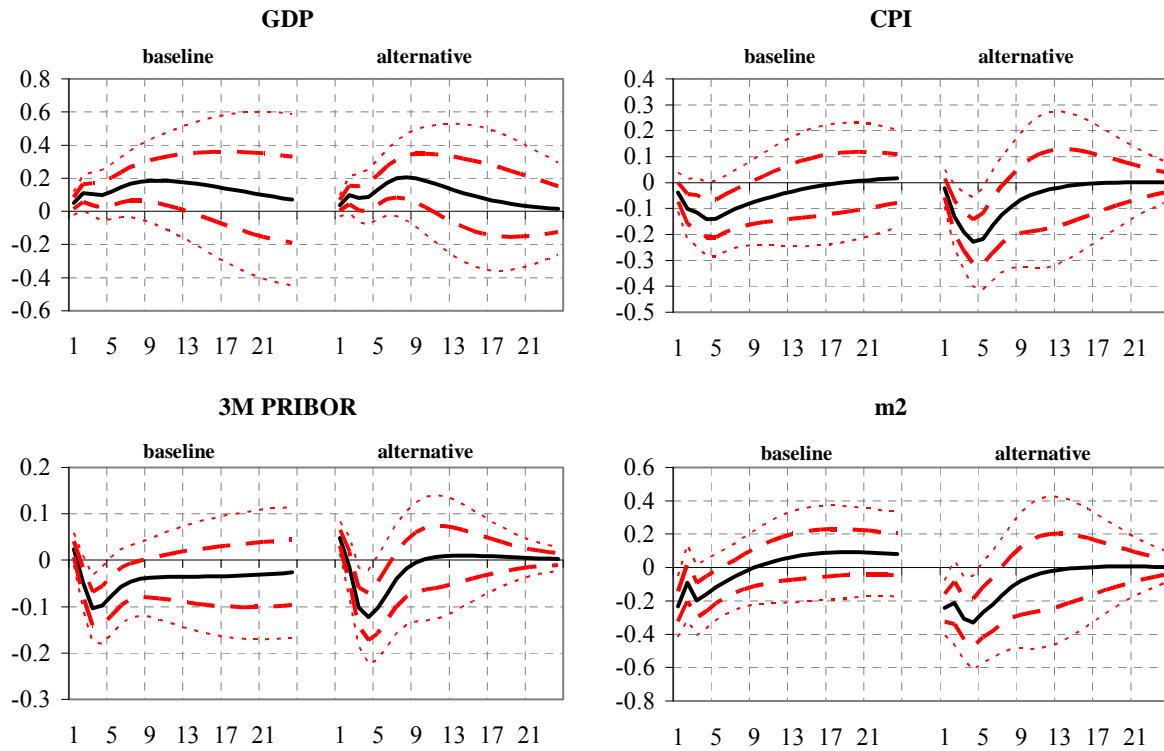 GDP
baseline alternative
0.8
0.6
0.4
0.2
0
-0.2
-0.4
-0.6
1 5 9 13 17 21 1 5 9 13 17 21
CPI
baseline alternative
0.4
0.3
0.2
0.1
0
-0.1
-0.2
-0.3
-0.4
-0.5
1 5 9 13 17 21 1 5 9 13 17 21
3M PRIBOR
baseline alternative
0.2
0.1
0
-0.1
-0.2
-0.3
1 5 9 13 17 21 1 5 9 13 17 21
m2
baseline alternative
0.6
0.4
0.2
0
-0.2
-0.4
-0.6
-0.8
1 5 9 13 17 21 1 5 9 13 17 21